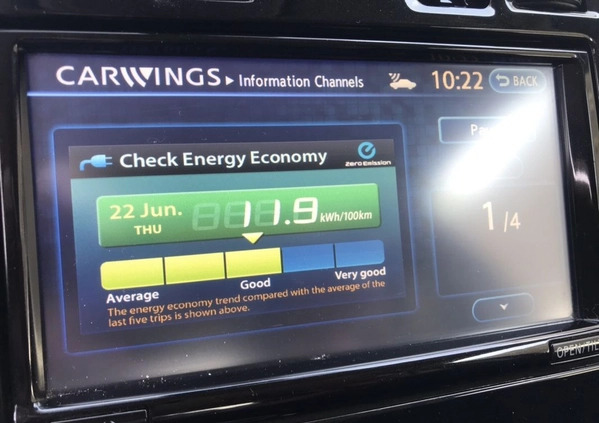 CARWINGS ▸ Information Channels 10:22 BACK
Check Energy Economy
Zero Emission
22 Jun. 11.9 kWh/100km
THU
1/4
Average Good Very good
The energy economy trend compared with the average of the
last five trips is shown above.
OPEN/TIL